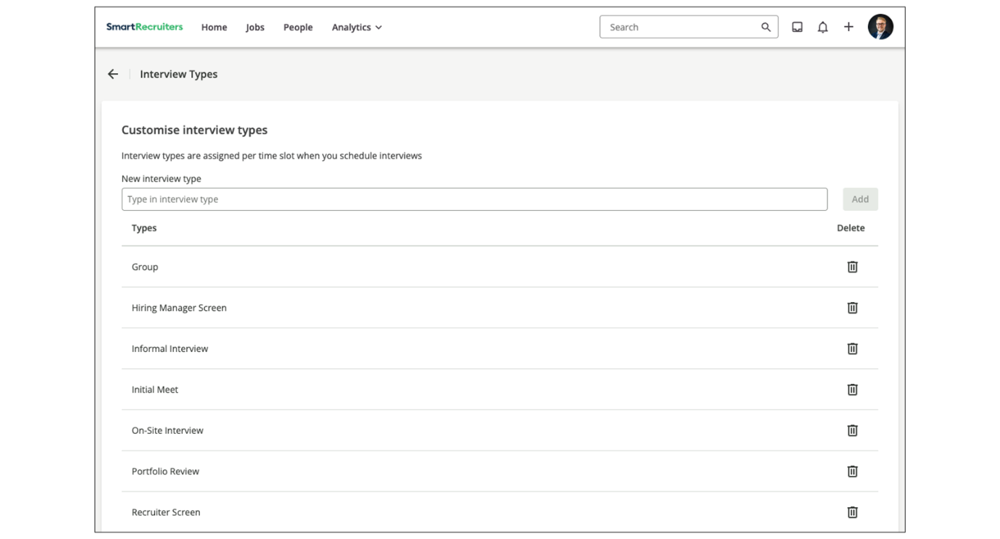 SmartRecruiters Home Jobs People Analytics Search
Interview Types
Customise interview types
Interview types are assigned per time slot when you schedule interviews
New interview type
Type in interview type Add
Types Delete
Group
Hiring Manager Screen
Informal Interview
Initial Meet
On-Site Interview
Portfolio Review
Recruiter Screen